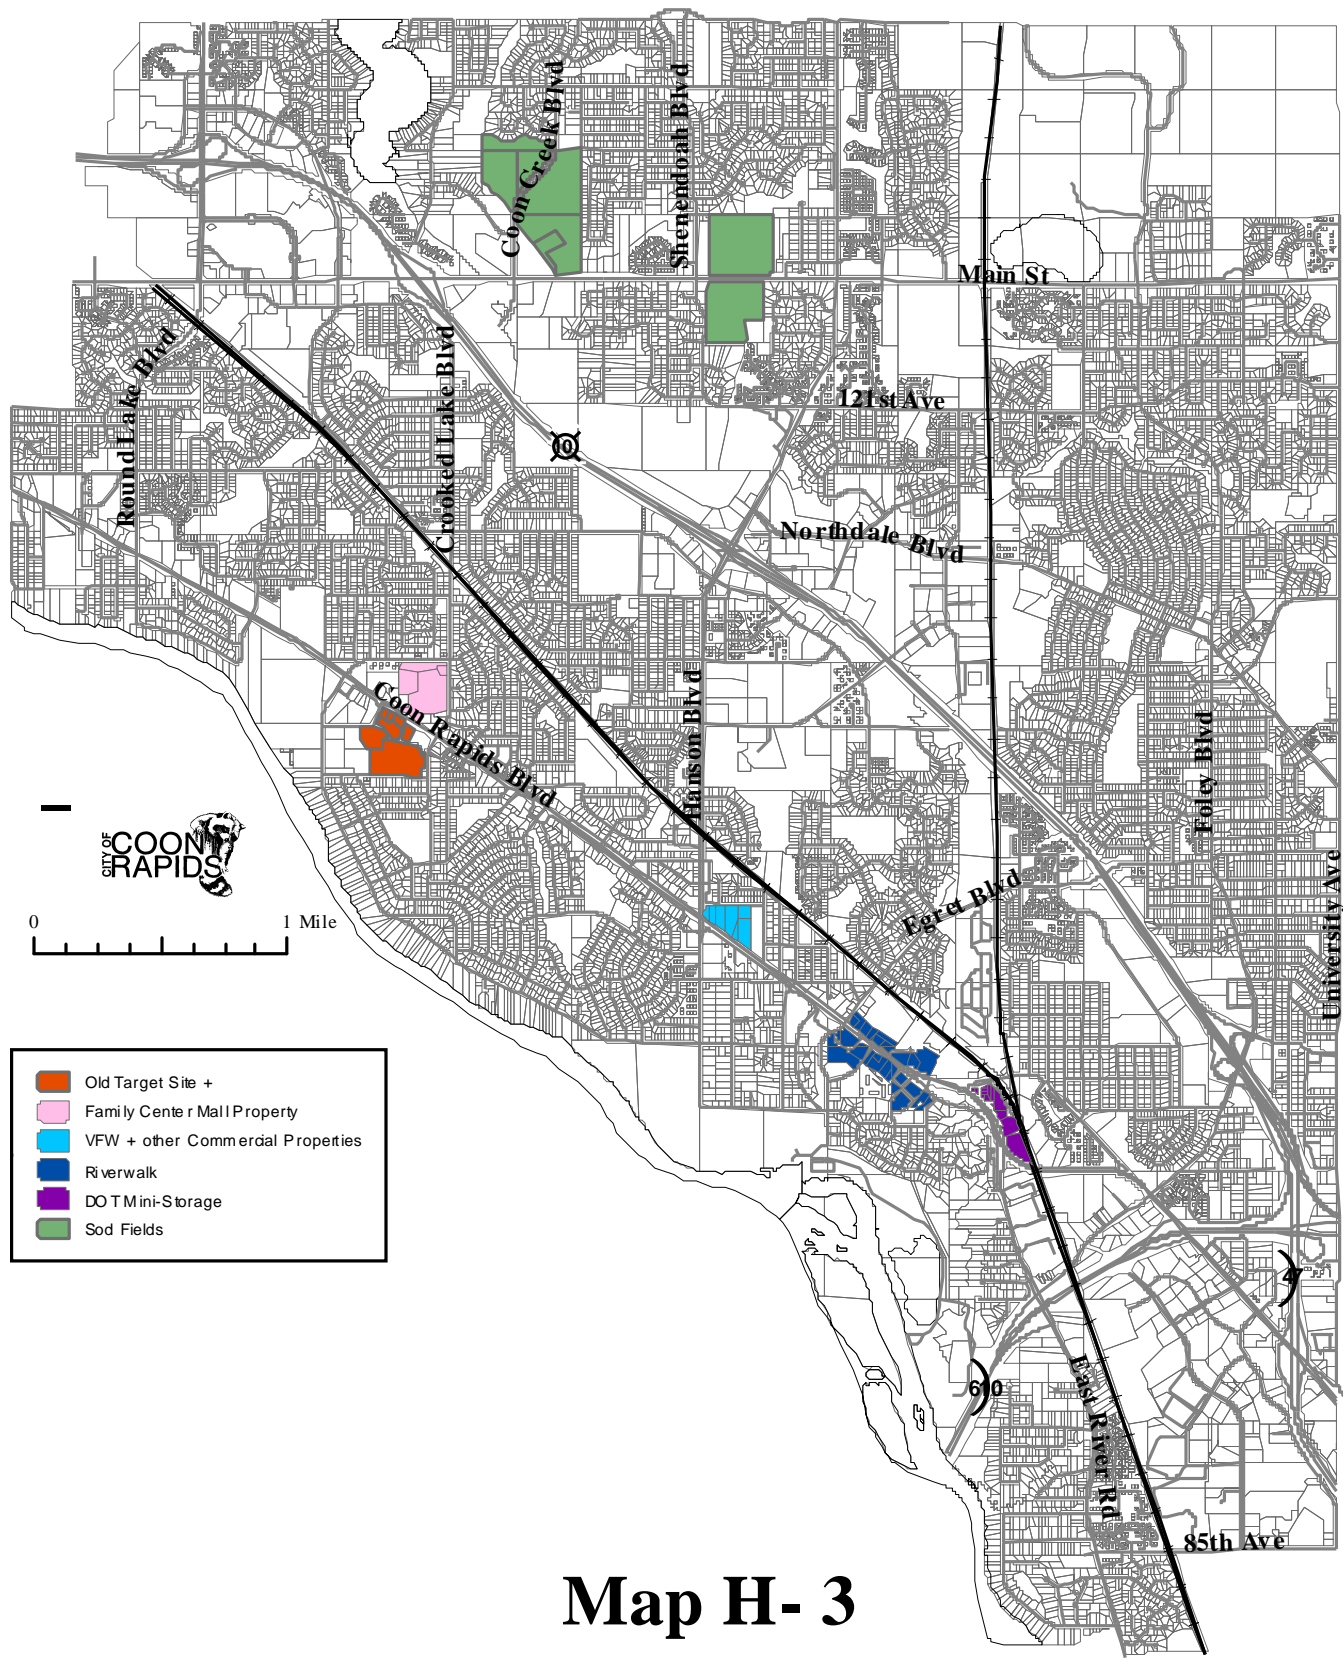 Coon Creek Blvd
Shenendoah Blvd
Main St
Round Lake Blvd
Crooked Lake Blvd
121st Ave
10
Northdale Blvd
Coon Rapids Blvd
Hanson Blvd
Foley Blvd
CITY OF
COON
RAPIDS
Egret Blvd
University Ave
0 1 Mile
Old Target Site +
Family Center Mall Property
VFW + other Commercial Properties
Riverwalk
DOT Mini-Storage
Sod Fields
47
610
East River Rd
85th Ave
Map H- 3